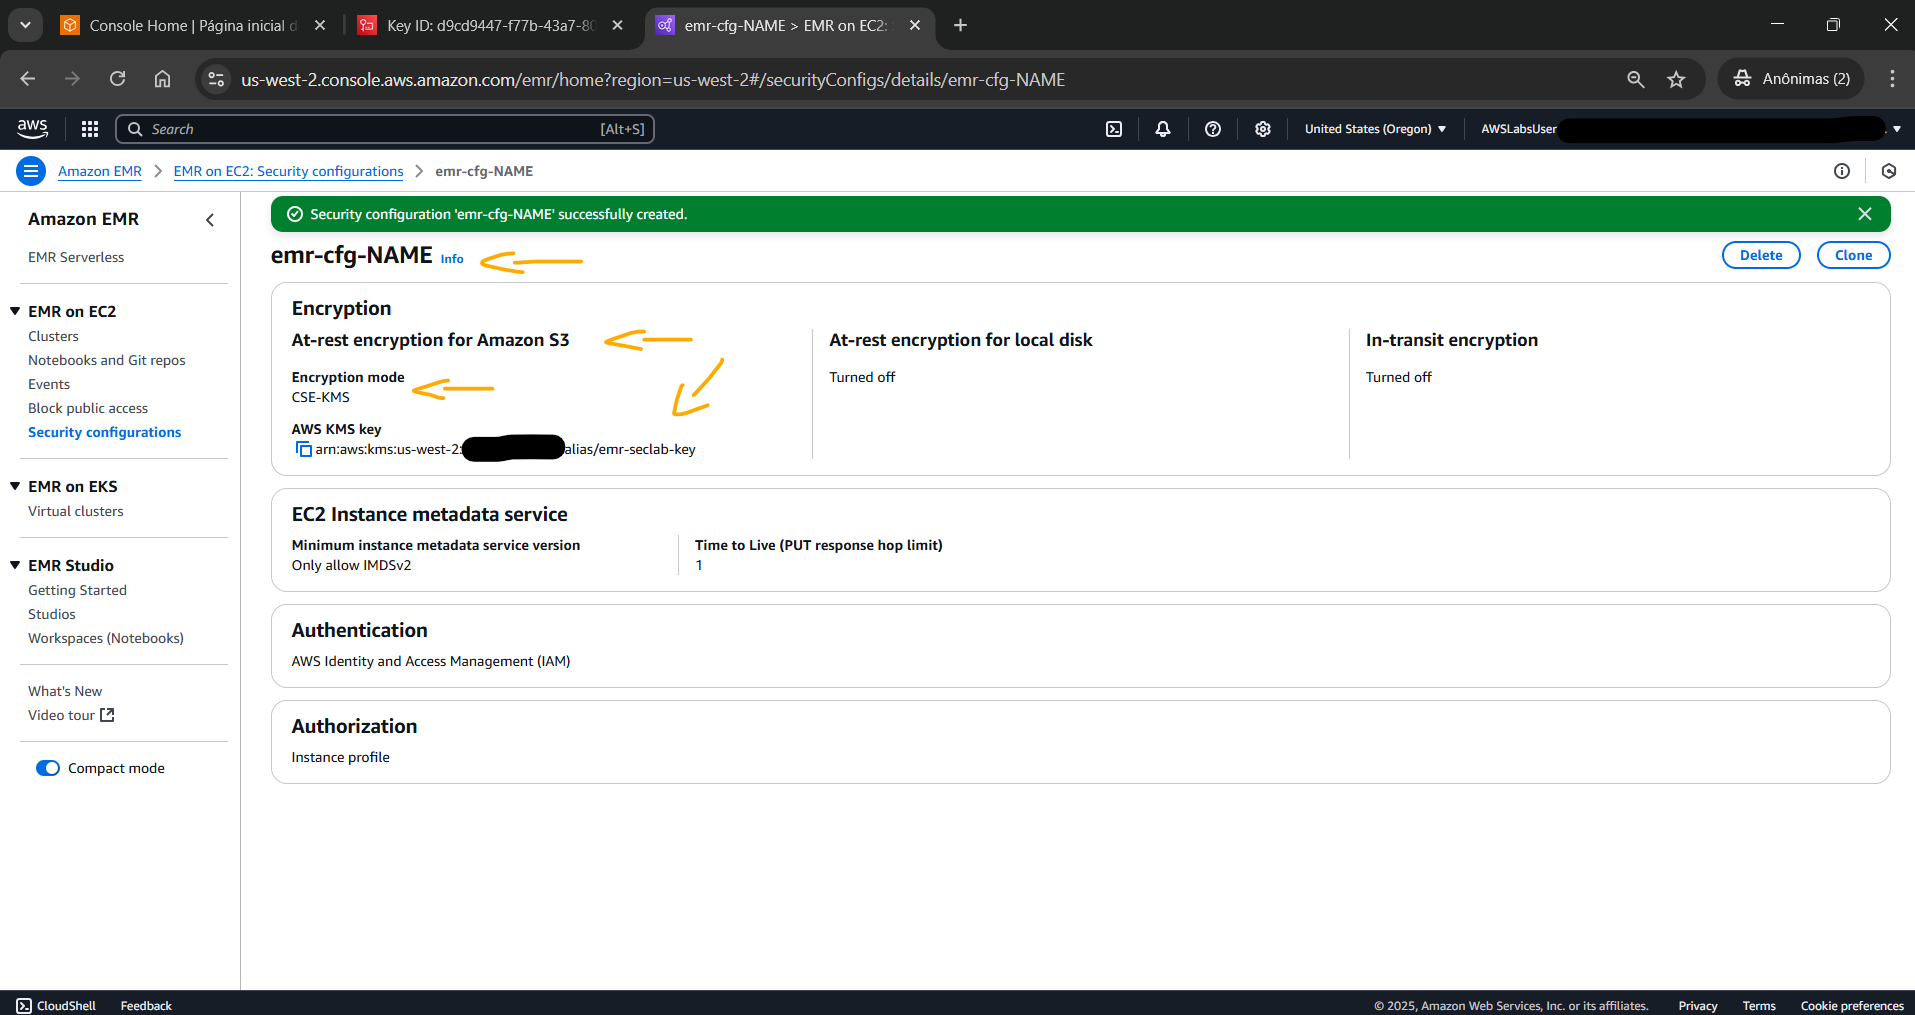 Console Home | Página inicial d
Key ID: d9cd9447-f77b-43a7-80
emr-cfg-NAME > EMR on EC2:
us-west-2.console.aws.amazon.com/emr/home?region=us-west-2#/securityConfigs/details/emr-cfg-NAME
Anônimas (2)
aws
Search
[Alt+S]
United States (Oregon)
AWSLabsUser
Amazon EMR
EMR on EC2: Security configurations
emr-cfg-NAME
Amazon EMR
EMR Serverless
EMR on EC2
Clusters
Notebooks and Git repos
Events
Block public access
Security configurations
EMR on EKS
Virtual clusters
EMR Studio
Getting Started
Studios
Workspaces (Notebooks)
What's New
Video tour
Compact mode
Security configuration 'emr-cfg-NAME' successfully created.
emr-cfg-NAME Info
Delete
Clone
Encryption
At-rest encryption for Amazon S3
Encryption mode
CSE-KMS
AWS KMS key
arn:aws:kms:us-west-2: alias/emr-seclab-key
At-rest encryption for local disk
Turned off
In-transit encryption
Turned off
EC2 Instance metadata service
Minimum instance metadata service version
Only allow IMDSv2
Time to Live (PUT response hop limit)
1
Authentication
AWS Identity and Access Management (IAM)
Authorization
Instance profile
CloudShell
Feedback
© 2025, Amazon Web Services, Inc. or its affiliates.
Privacy
Terms
Cookie preferences